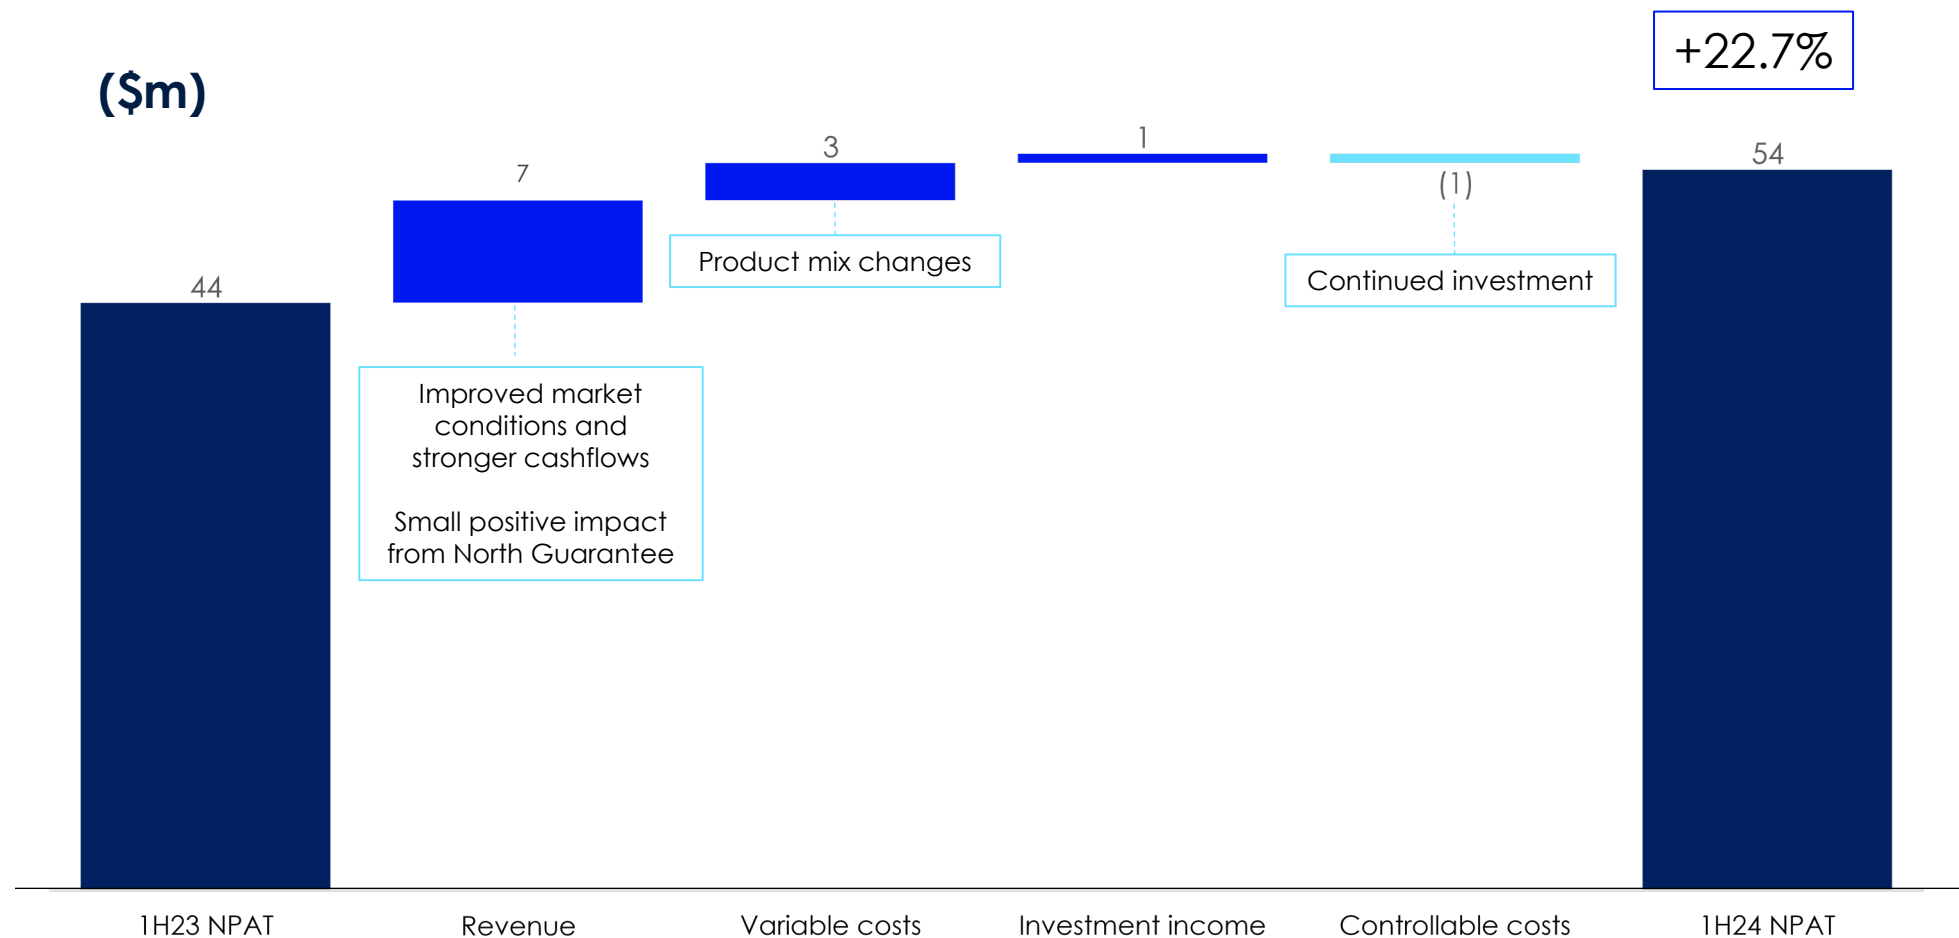 ($m)
+22.7%
44
7
3
1
(1)
54
Improved market
conditions and
stronger cashflows
Small positive impact
from North Guarantee
Product mix changes
Continued investment
1H23 NPAT
Revenue
Variable costs
Investment income
Controllable costs
1H24 NPAT